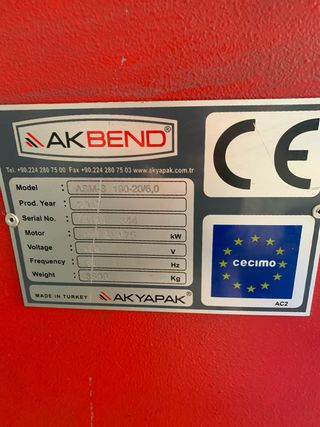 AKBEND®
CE
Tel. +90.224 280 75 00 Fax +90.224 280 75 03 www.akyapak.com.tr
Model : ASM-S 190-20/6,0
Prod. Year :
Serial No. :
Motor : kW
Voltage : V
Frequency : Hz
Weight : Kg
MADE IN TURKEY AKYAPAK®
cecimo
AC2